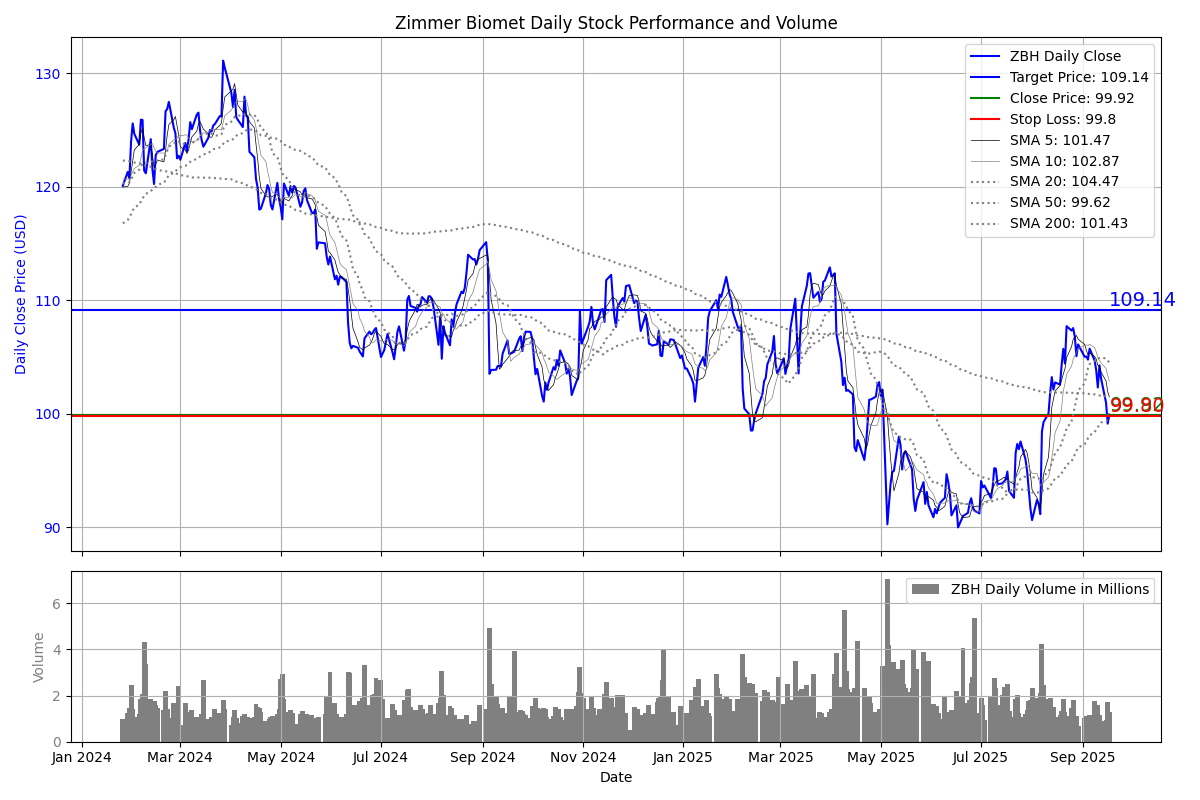 Zimmer Biomet Daily Stock Performance and Volume
Daily Close Price (USD)
130
120
110
100
90
ZBH Daily Close
Target Price: 109.14
Close Price: 99.92
Stop Loss: 99.8
SMA 5: 101.47
SMA 10: 102.87
SMA 20: 104.47
SMA 50: 99.62
SMA 200: 101.43
109.14
99.92
99.80
Volume
6
4
2
0
ZBH Daily Volume in Millions
Jan 2024 Mar 2024 May 2024 Jul 2024 Sep 2024 Nov 2024 Jan 2025 Mar 2025 May 2025 Jul 2025 Sep 2025
Date